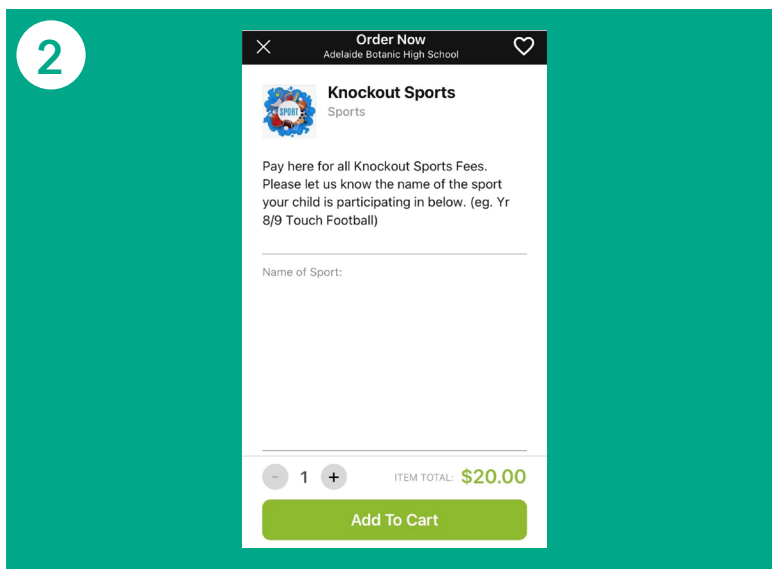 2
Order Now
Adelaide Botanic High School
SPORT
Knockout Sports
Sports
Pay here for all Knockout Sports Fees.
Please let us know the name of the sport
your child is participating in below. (eg. Yr
8/9 Touch Football)
Name of Sport:
- 1 + ITEM TOTAL: $20.00
Add To Cart